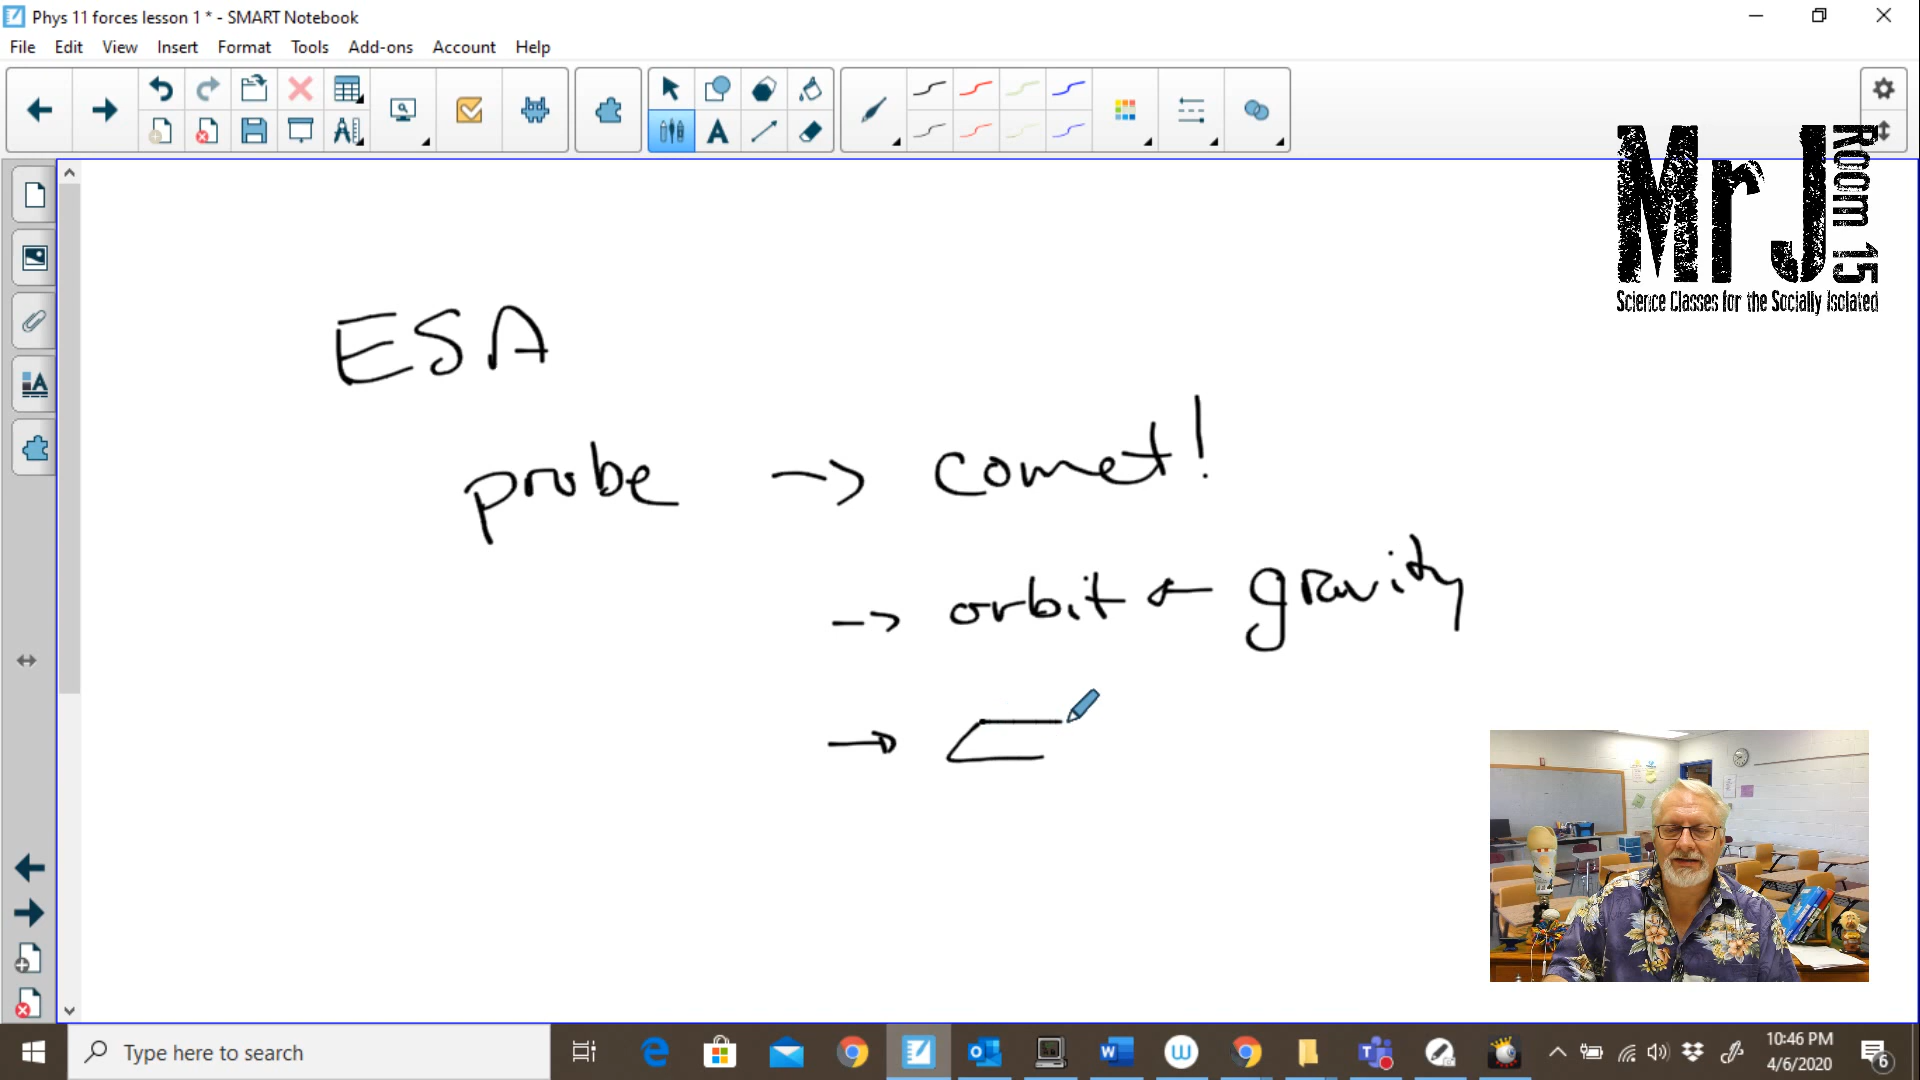 Phys 11 forces lesson 1 * - SMART Notebook
File Edit View Insert Format Tools Add-ons Account Help
MrJ
Room 15
Science Classes for the Socially Isolated
ESA
probe -> comet!
-> orbit <- gravity
->
Type here to search
10:46 PM
4/6/2020
6